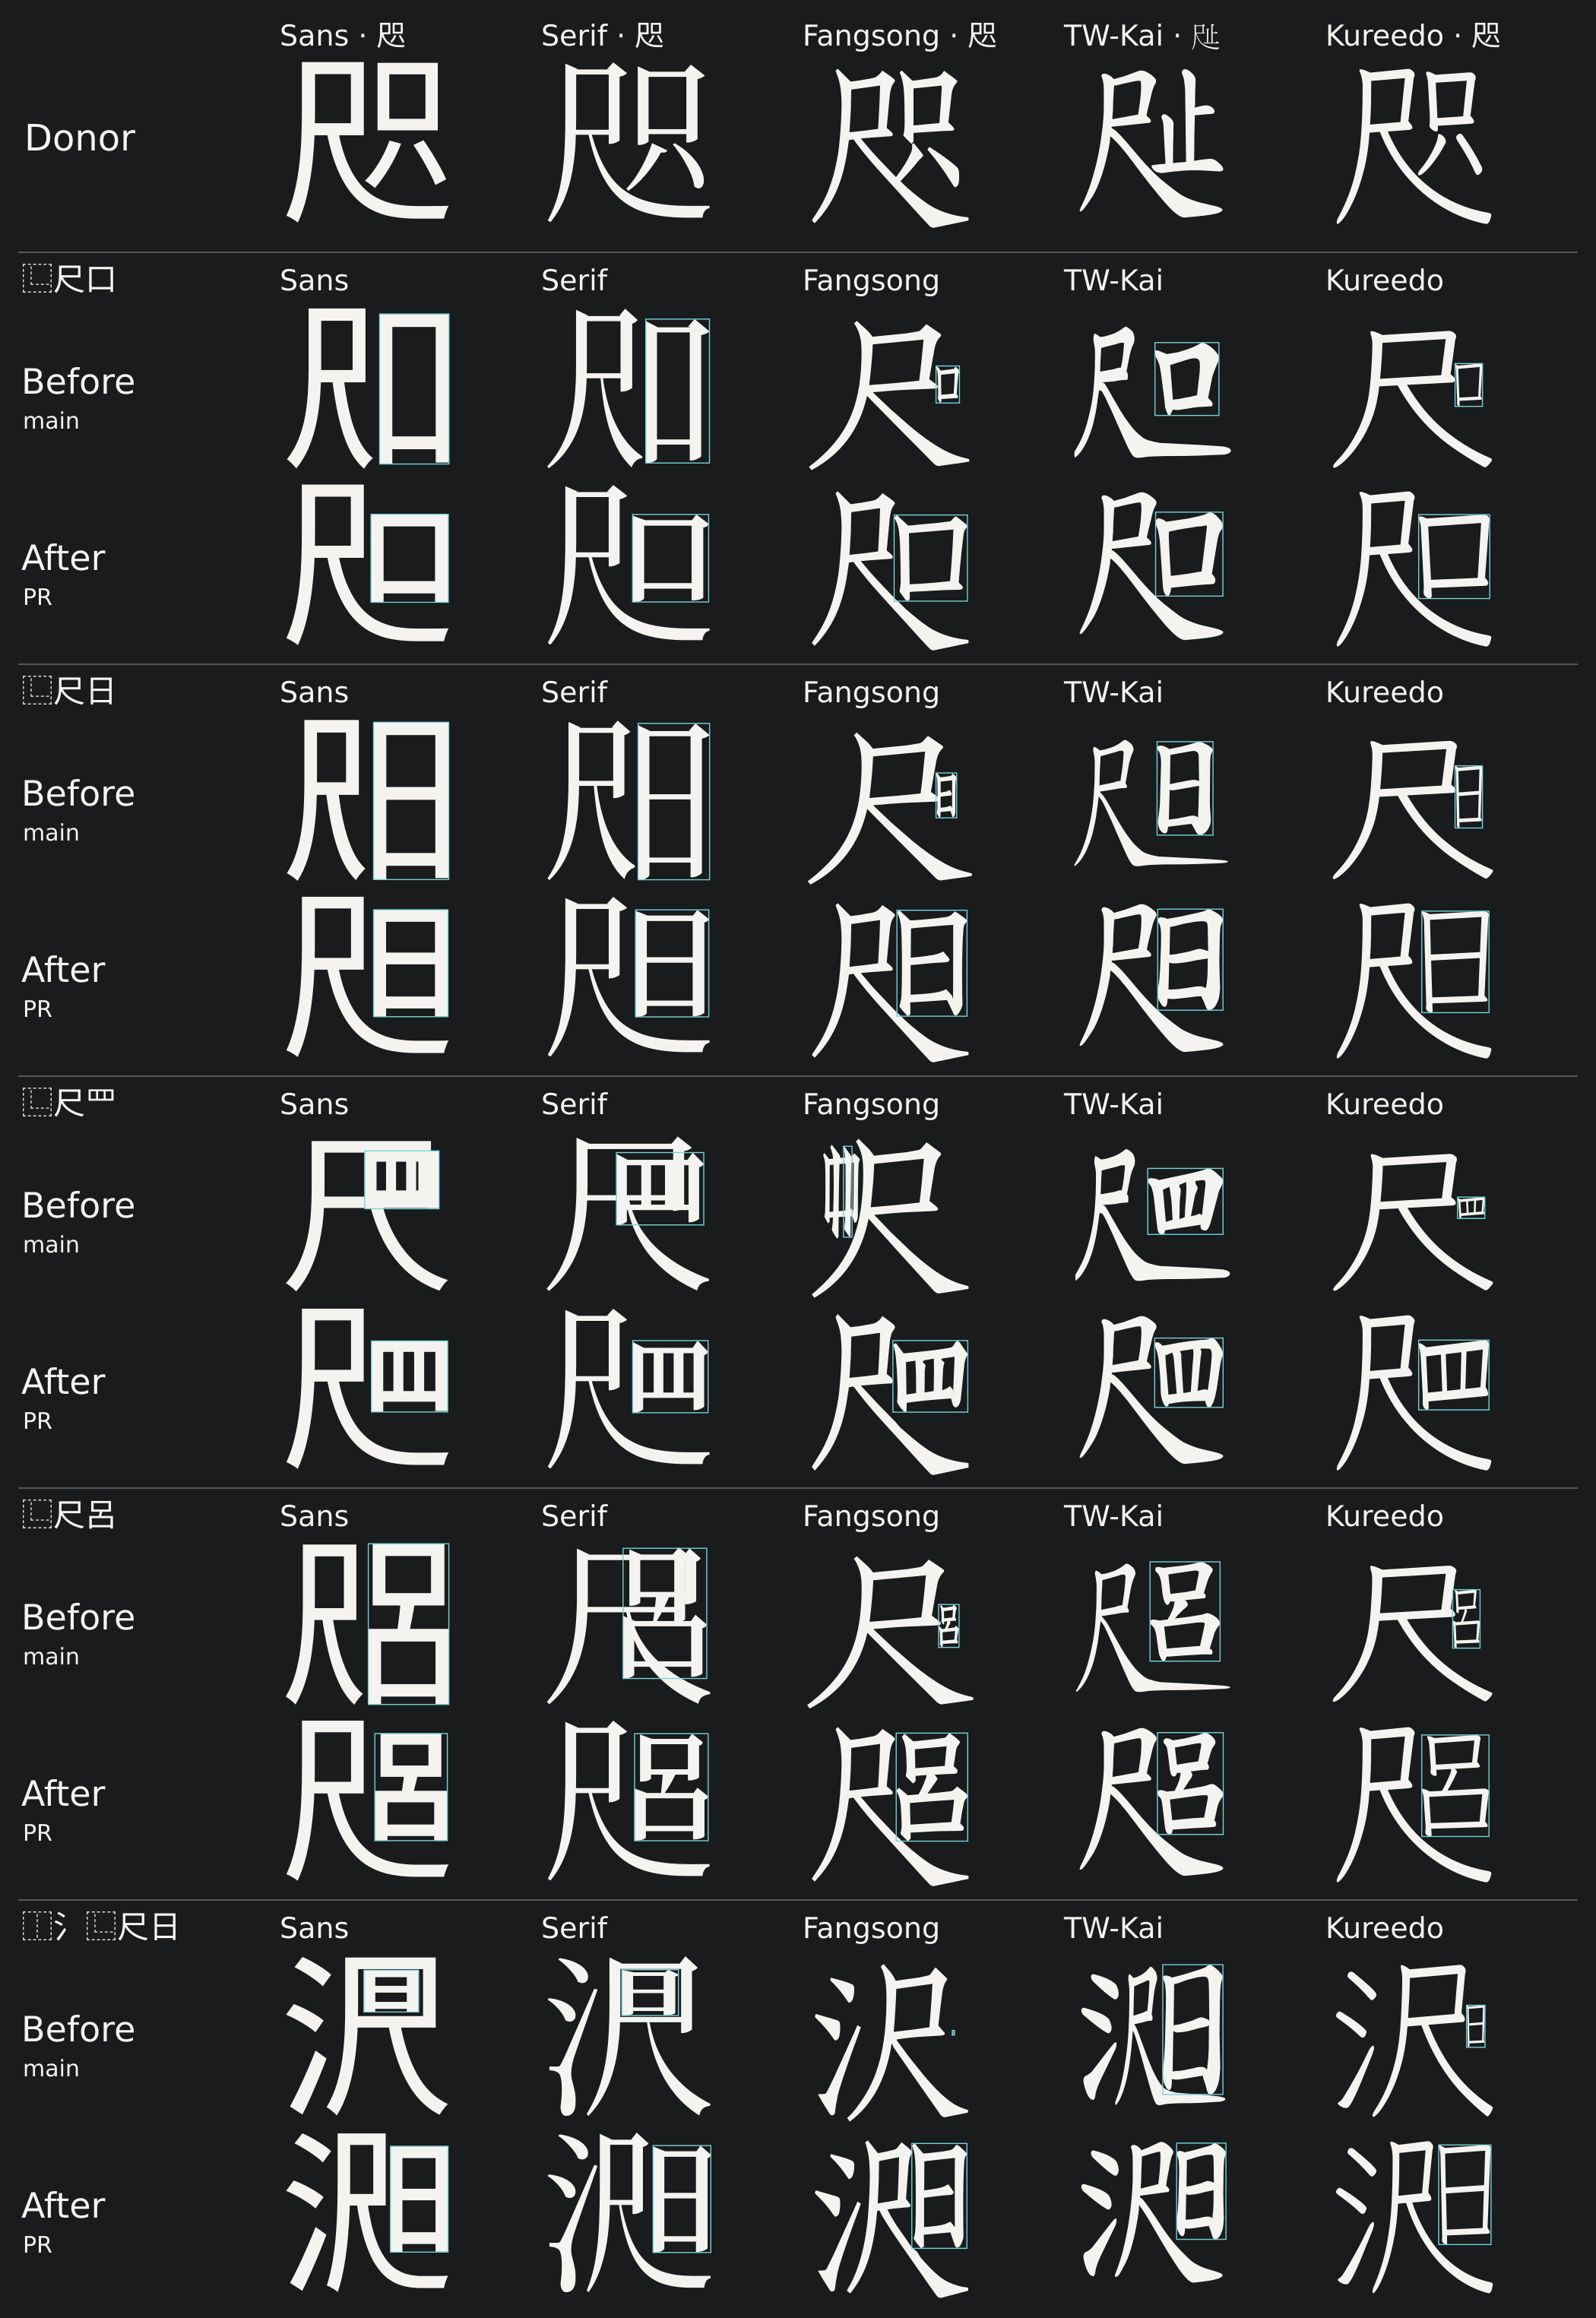 Sans · 咫 Serif · 咫 Fangsong · 咫 TW-Kai · Kureedo · 咫
Donor 咫 咫 咫 咫
⿺尺口 Sans Serif Fangsong TW-Kai Kureedo
Before
main
After
PR
⿺尺日 Sans Serif Fangsong TW-Kai Kureedo
Before
main
After
PR
⿺尺罒 Sans Serif Fangsong TW-Kai Kureedo
Before
main
After
PR
⿺尺呂 Sans Serif Fangsong TW-Kai Kureedo
Before
main
After
PR
⿰氵⿺尺日 Sans Serif Fangsong TW-Kai Kureedo
Before
main
After
PR